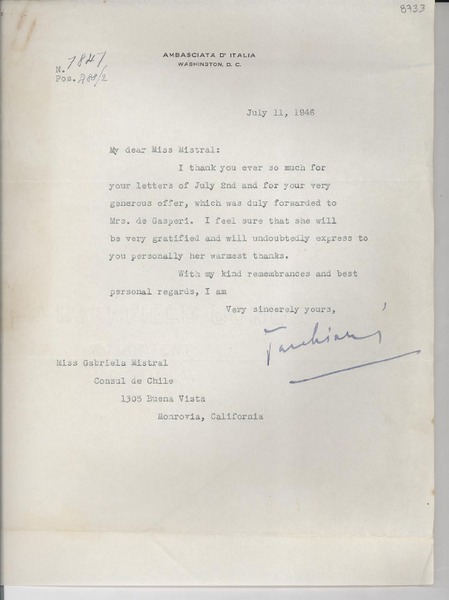 8733
AMBASCIATA D' ITALIA
WASHINGTON, D. C.
N. 7847
Pos. A88/2
July 11, 1946
My dear Miss Mistral:
I thank you ever so much for
your letters of July 2nd and for your very
generous offer, which was duly forwarded to
Mrs. de Gasperi. I feel sure that she will
be very gratified and will undoubtedly express to
you personally her warmest thanks.
With my kind remembrances and best
personal regards, I am
Very sincerely yours,
Tarchiani
Miss Gabriela Mistral
Consul de Chile
1305 Buena Vista
Monrovia, California